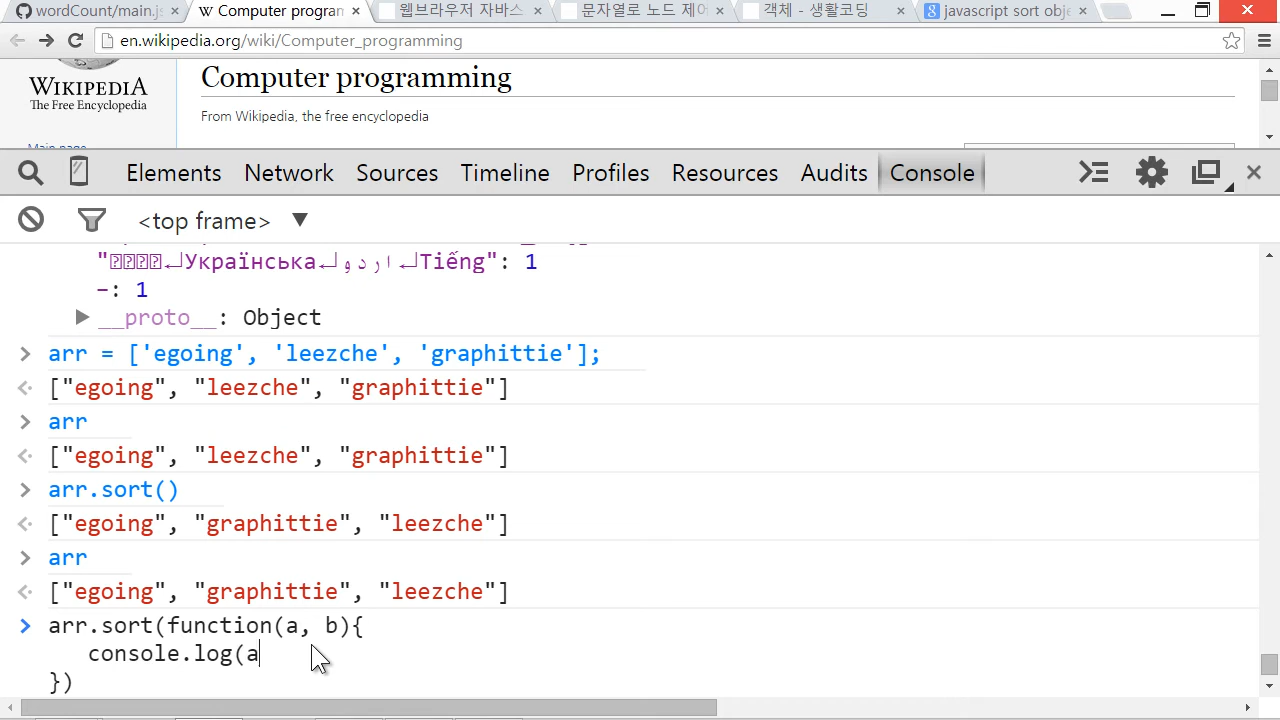 wordCount/main.js
W Computer program
웹브라우저 자바스
문자열로 노드 제어
객체 - 생활코딩
javascript sort obje
en.wikipedia.org/wiki/Computer_programming
WIKIPEDIA
The Free Encyclopedia
Computer programming
From Wikipedia, the free encyclopedia
Main page
Elements Network Sources Timeline Profiles Resources Audits Console
<top frame> ▼
Українська↵اردو↵Tiếng": 1
–: 1
▶ __proto__: Object
> arr = ['egoing', 'leezche', 'graphittie'];
["egoing", "leezche", "graphittie"]
> arr
["egoing", "leezche", "graphittie"]
> arr.sort()
["egoing", "graphittie", "leezche"]
> arr
["egoing", "graphittie", "leezche"]
> arr.sort(function(a, b){
console.log(a
})